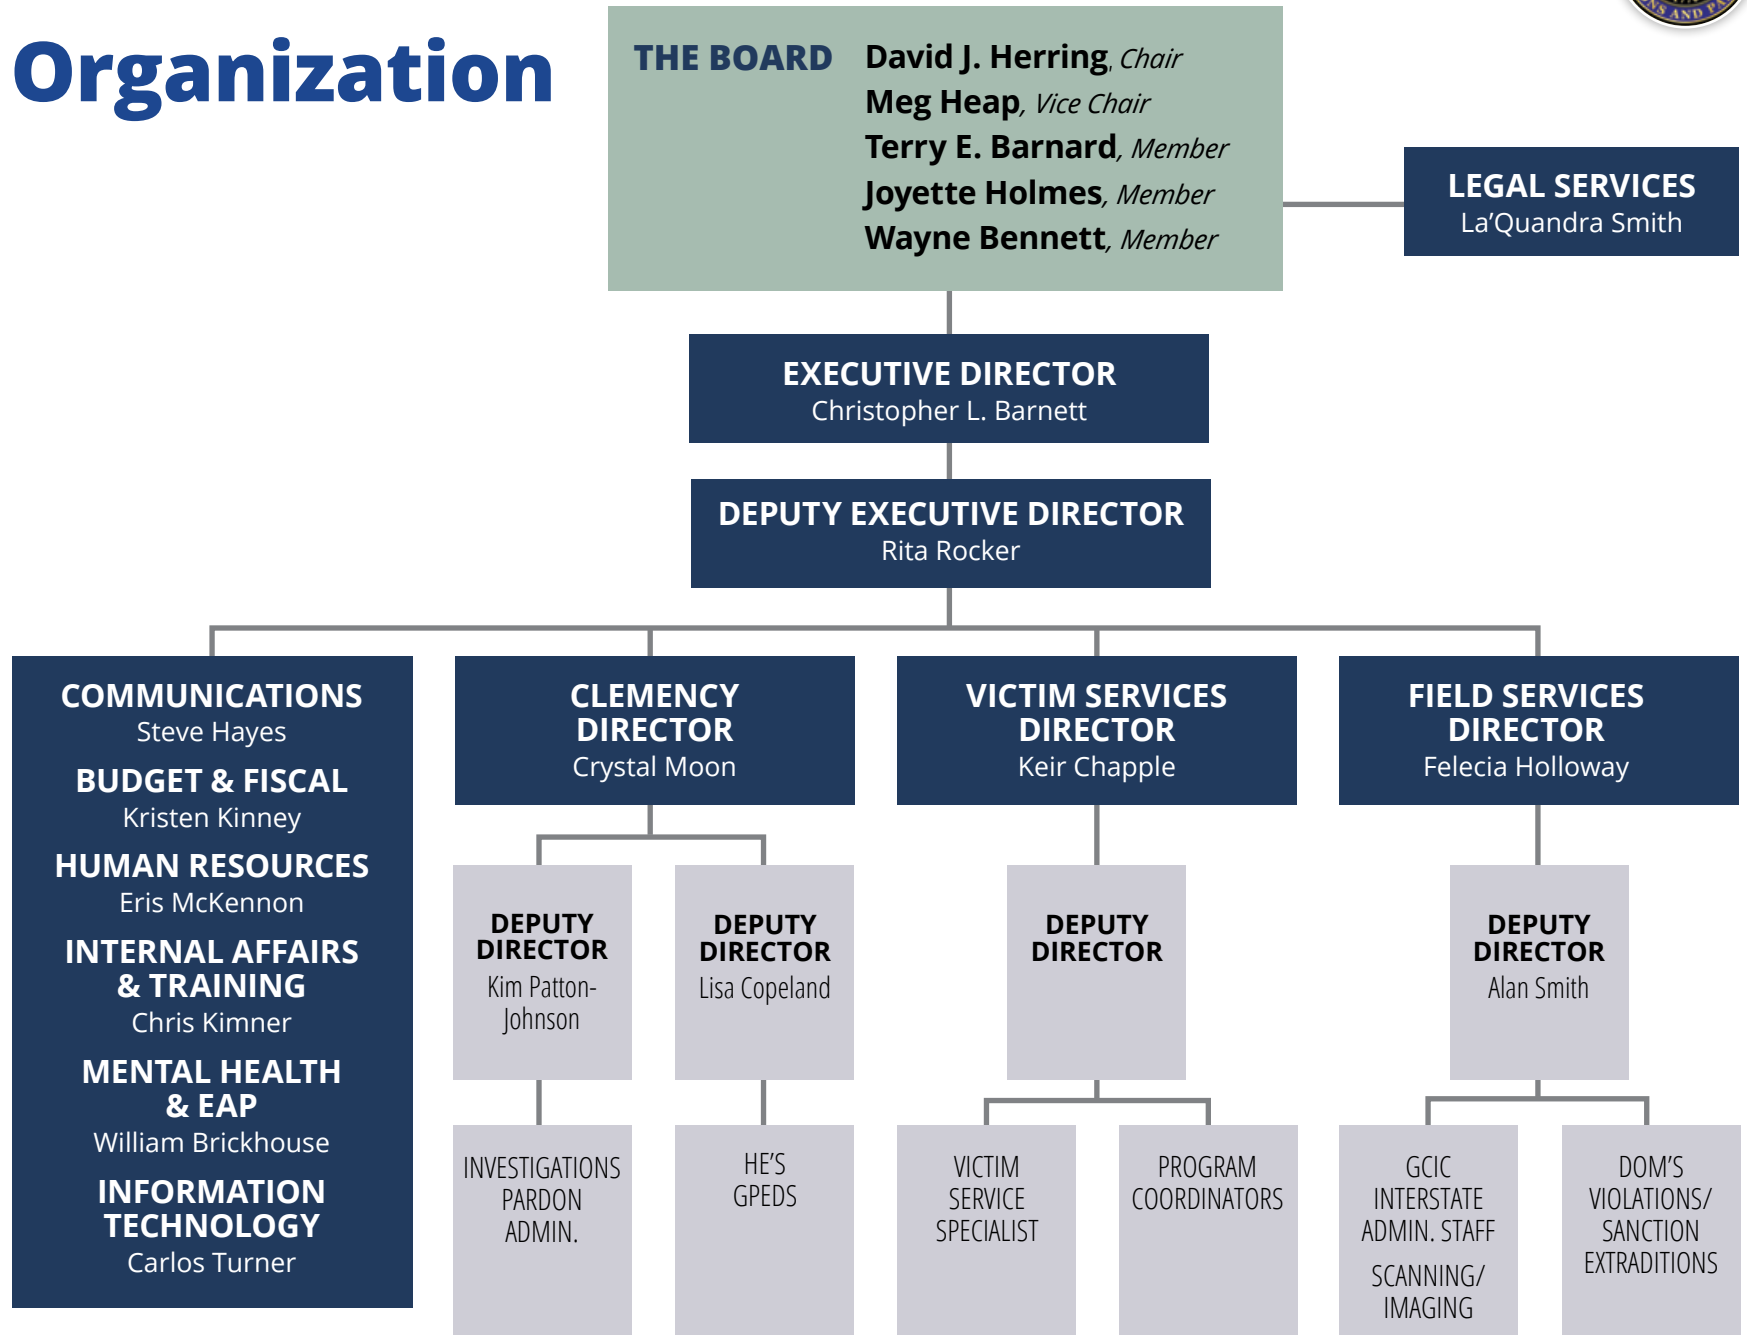 Organization
THE BOARD
David J. Herring, Chair
Meg Heap, Vice Chair
Terry E. Barnard, Member
Joyette Holmes, Member
Wayne Bennett, Member
NS AND PA
LEGAL SERVICES
La’Quandra Smith
EXECUTIVE DIRECTOR
Christopher L. Barnett
DEPUTY EXECUTIVE DIRECTOR
Rita Rocker
COMMUNICATIONS
Steve Hayes
BUDGET & FISCAL
Kristen Kinney
HUMAN RESOURCES
Eris McKennon
INTERNAL AFFAIRS
& TRAINING
Chris Kimner
MENTAL HEALTH
& EAP
William Brickhouse
INFORMATION
TECHNOLOGY
Carlos Turner
CLEMENCY
DIRECTOR
Crystal Moon
DEPUTY
DIRECTOR
Kim Patton-
Johnson
INVESTIGATIONS
PARDON
ADMIN.
DEPUTY
DIRECTOR
Lisa Copeland
HE’S
GPEDS
VICTIM SERVICES
DIRECTOR
Keir Chapple
DEPUTY
DIRECTOR
VICTIM
SERVICE
SPECIALIST
PROGRAM
COORDINATORS
FIELD SERVICES
DIRECTOR
Felecia Holloway
DEPUTY
DIRECTOR
Alan Smith
GCIC
INTERSTATE
ADMIN. STAFF
SCANNING/
IMAGING
DOM’S
VIOLATIONS/
SANCTION
EXTRADITIONS